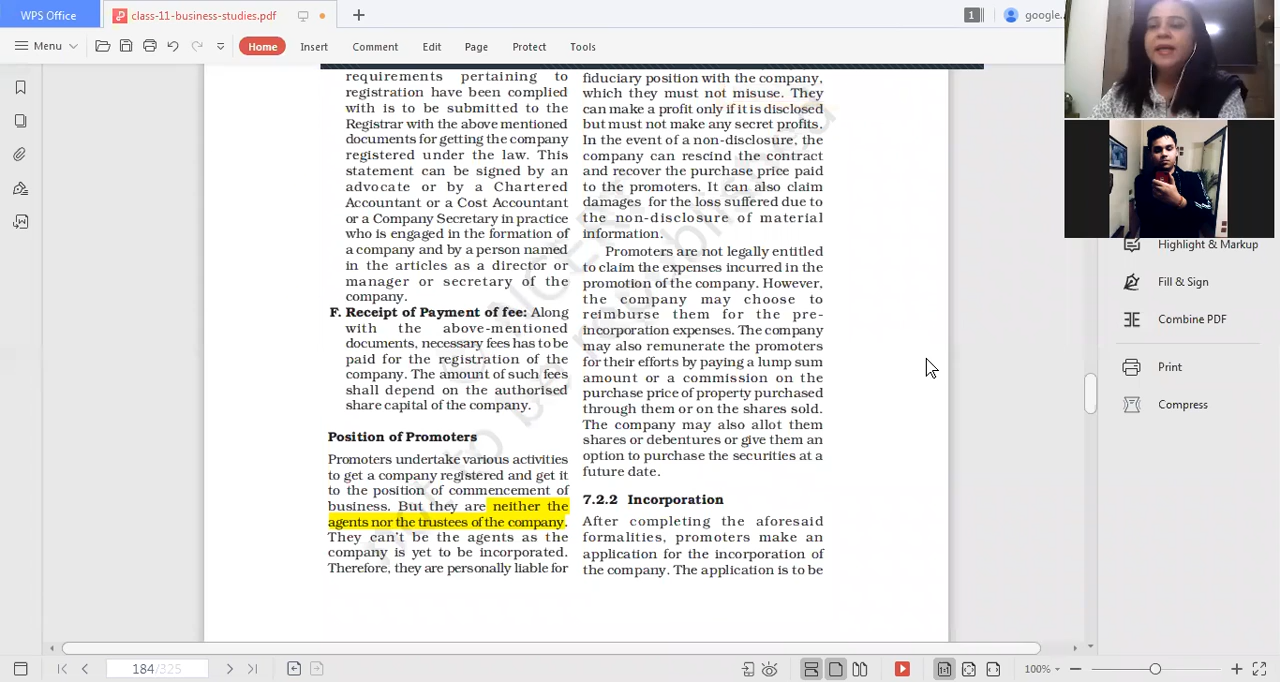 WPS Office
class-11-business-studies.pdf
1
google.
Menu
Home
Insert
Comment
Edit
Page
Protect
Tools
requirements pertaining to
registration have been complied
with is to be submitted to the
Registrar with the above mentioned
documents for getting the company
registered under the law. This
statement can be signed by an
advocate or by a Chartered
Accountant or a Cost Accountant
or a Company Secretary in practice
who is engaged in the formation of
a company and by a person named
in the articles as a director or
manager or secretary of the
company.
F. Receipt of Payment of fee: Along
with the above-mentioned
documents, necessary fees has to be
paid for the registration of the
company. The amount of such fees
shall depend on the authorised
share capital of the company.
Position of Promoters
Promoters undertake various activities
to get a company registered and get it
to the position of commencement of
business. But they are neither the
agents nor the trustees of the company.
They can't be the agents as the
company is yet to be incorporated.
Therefore, they are personally liable for
fiduciary position with the company,
which they must not misuse. They
can make a profit only if it is disclosed
but must not make any secret profits.
In the event of a non-disclosure, the
company can rescind the contract
and recover the purchase price paid
to the promoters. It can also claim
damages for the loss suffered due to
the non-disclosure of material
information.
Promoters are not legally entitled
to claim the expenses incurred in the
promotion of the company. However,
the company may choose to
reimburse them for the pre-
incorporation expenses. The company
may also remunerate the promoters
for their efforts by paying a lump sum
amount or a commission on the
purchase price of property purchased
through them or on the shares sold.
The company may also allot them
shares or debentures or give them an
option to purchase the securities at a
future date.
7.2.2 Incorporation
After completing the aforesaid
formalities, promoters make an
application for the incorporation of
the company. The application is to be
Highlight & Markup
Fill & Sign
Combine PDF
Print
Compress
184/325
100%